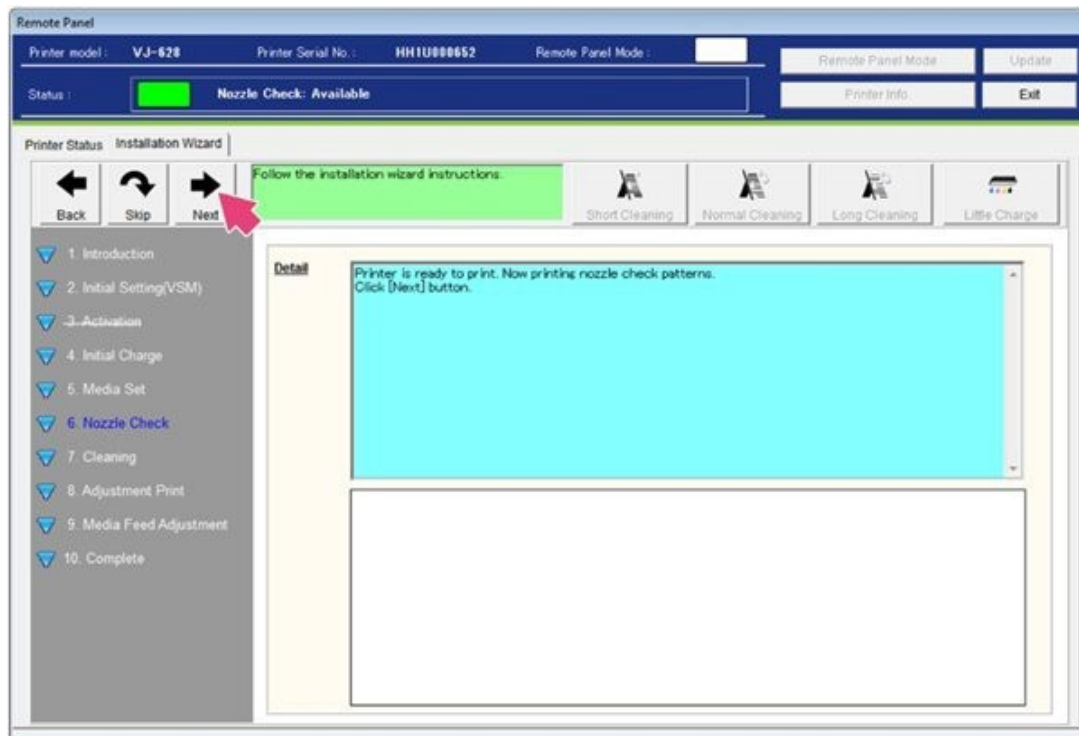 Remote Panel
Printer model : VJ-628 Printer Serial No. : HH1U000652 Remote Panel Mode :
Remote Panel Mode Update
Status : Nozzle Check: Available
Printer Info. Exit
Printer Status Installation Wizard
Follow the installation wizard instructions.
Back Skip Next Short Cleaning Normal Cleaning Long Cleaning Little Charge
1. Introduction
2. Initial Setting(VSM)
3. Activation
4. Initial Charge
5. Media Set
6. Nozzle Check
7. Cleaning
8. Adjustment Print
9. Media Feed Adjustment
10. Complete
Detail
Printer is ready to print. Now printing nozzle check patterns.
Click [Next] button.